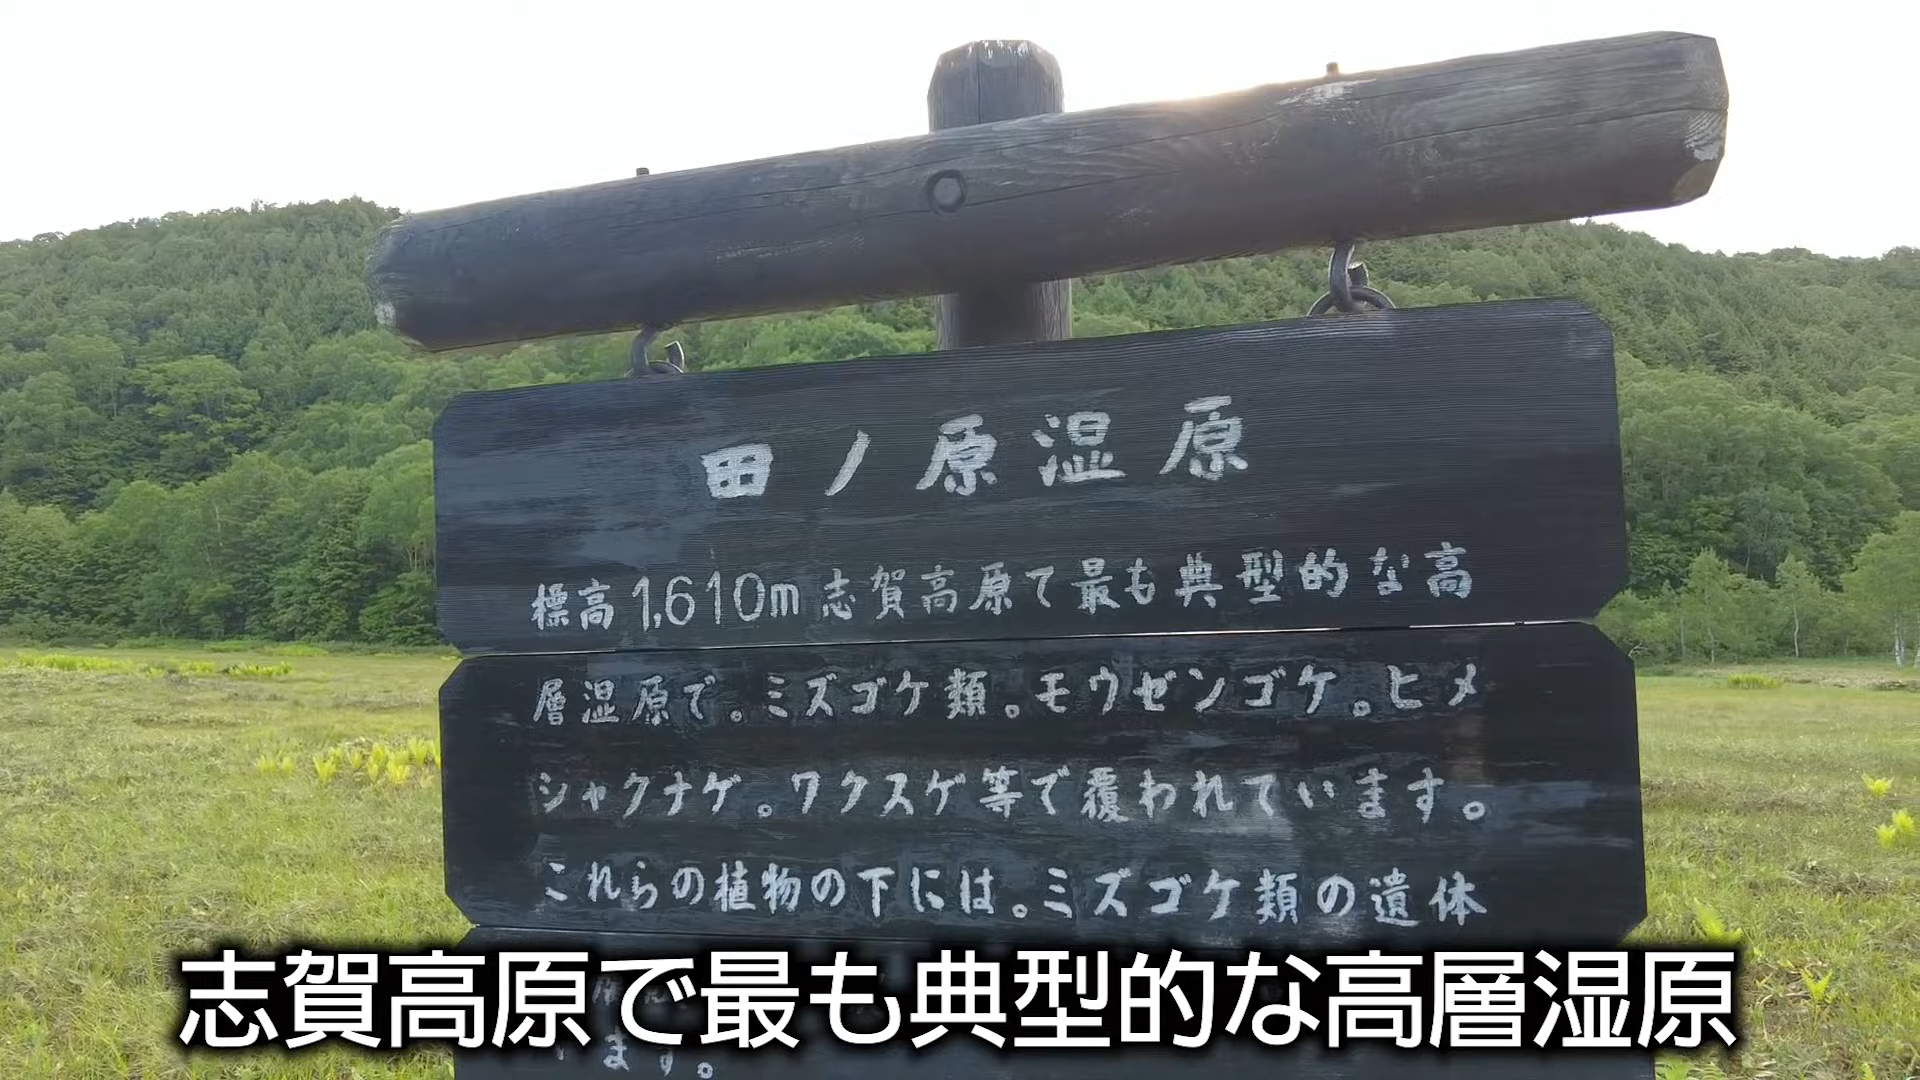 田ノ原湿原
標高1,610m志賀高原で最も典型的な高
層湿原で。ミズゴケ類。モウゼンゴケ。ヒメ
シャクナゲ。ワクスゲ等で覆われています。
これらの植物の下には。ミズゴケ類の遺体
ます。
志賀高原で最も典型的な高層湿原